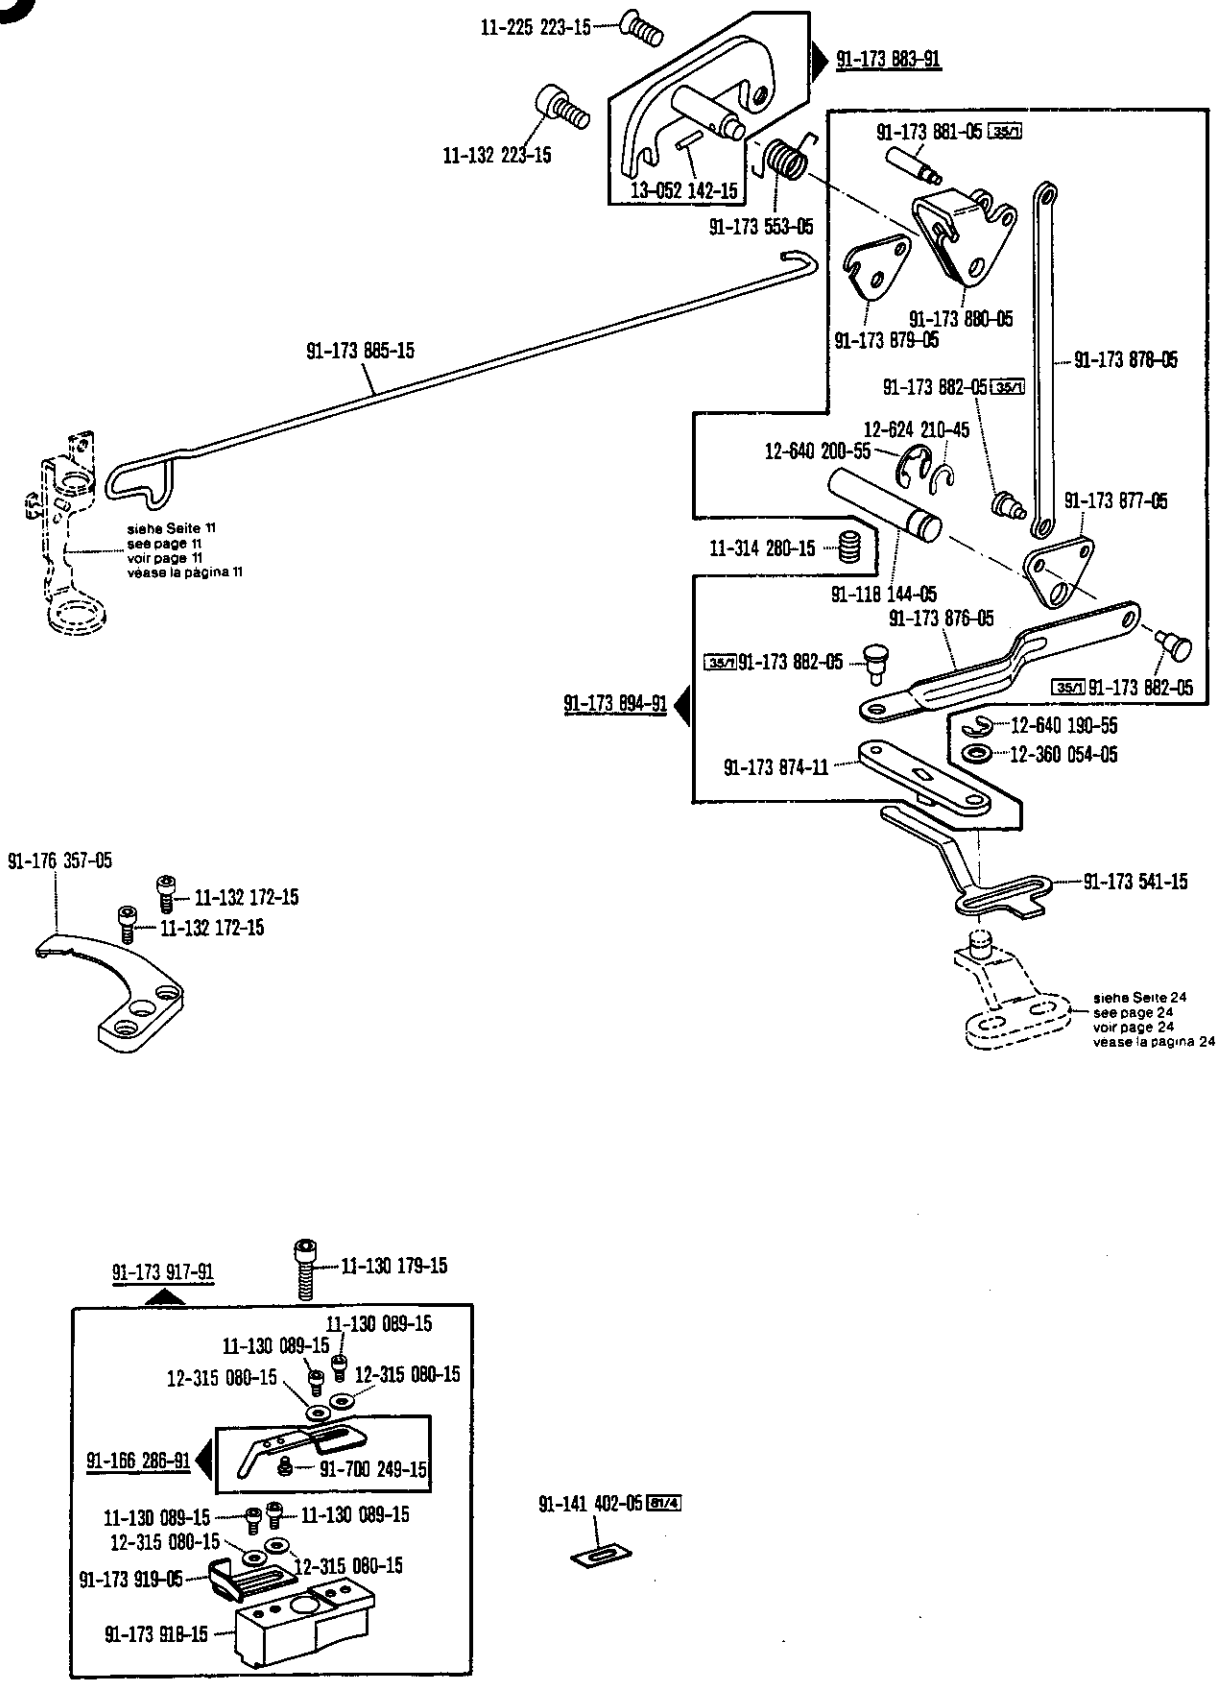 11-225 223-15
91-173 883-91
11-132 223-15
13-052 142-15
91-173 553-05
91-173 881-05 35/1
91-173 880-05
91-173 879-05
91-173 885-15
91-173 878-05
91-173 882-05 35/1
12-624 210-45
12-640 200-55
91-173 877-05
siehe Seite 11
see page 11
voir page 11
véase la página 11
11-314 280-15
91-118 144-05
91-173 876-05
35/1 91-173 882-05
35/1 91-173 882-05
91-173 894-91
12-640 190-55
12-360 054-05
91-173 874-11
91-173 541-15
91-176 357-05
11-132 172-15
11-132 172-15
siehe Seite 24
see page 24
voir page 24
véase la pagina 24
91-173 917-91
11-130 179-15
11-130 089-15
11-130 089-15
12-315 080-15
12-315 080-15
91-166 286-91
91-700 249-15
11-130 089-15
11-130 089-15
12-315 080-15
12-315 080-15
91-173 919-05
91-173 918-15
91-141 402-05 81/4